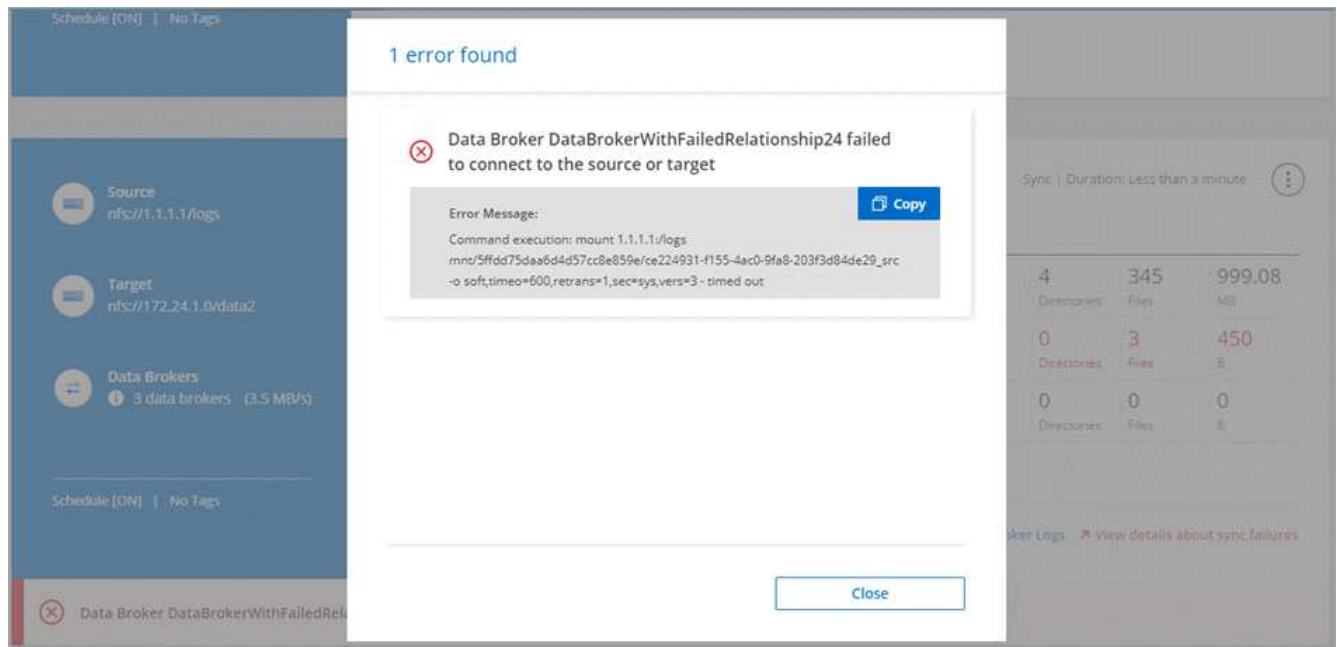 Schedule [ON] | No Tags
1 error found
Data Broker DataBrokerWithFailedRelationship24 failed
to connect to the source or target
Copy
Error Message:
Command execution: mount 1.1.1.1:/logs
mnt/5ffdd75daa6d4d57cc8e859e/ce224931-f155-4ac0-9fa8-203f3d84de29_src
-o soft,timeo=600,retrans=1,sec=sys,vers=3 - timed out
Source
nfs://1.1.1.1/logs
Target
nfs://172.24.1.0/data2
Data Brokers
3 data brokers (3.5 MB/s)
Schedule [ON] | No Tags
Sync | Duration: Less than a minute
4 345 999.08
Directories Files MB
0 3 450
Directories Files B
0 0 0
Directories Files B
oker Logs View details about sync failures
Data Broker DataBrokerWithFailedRela
Close